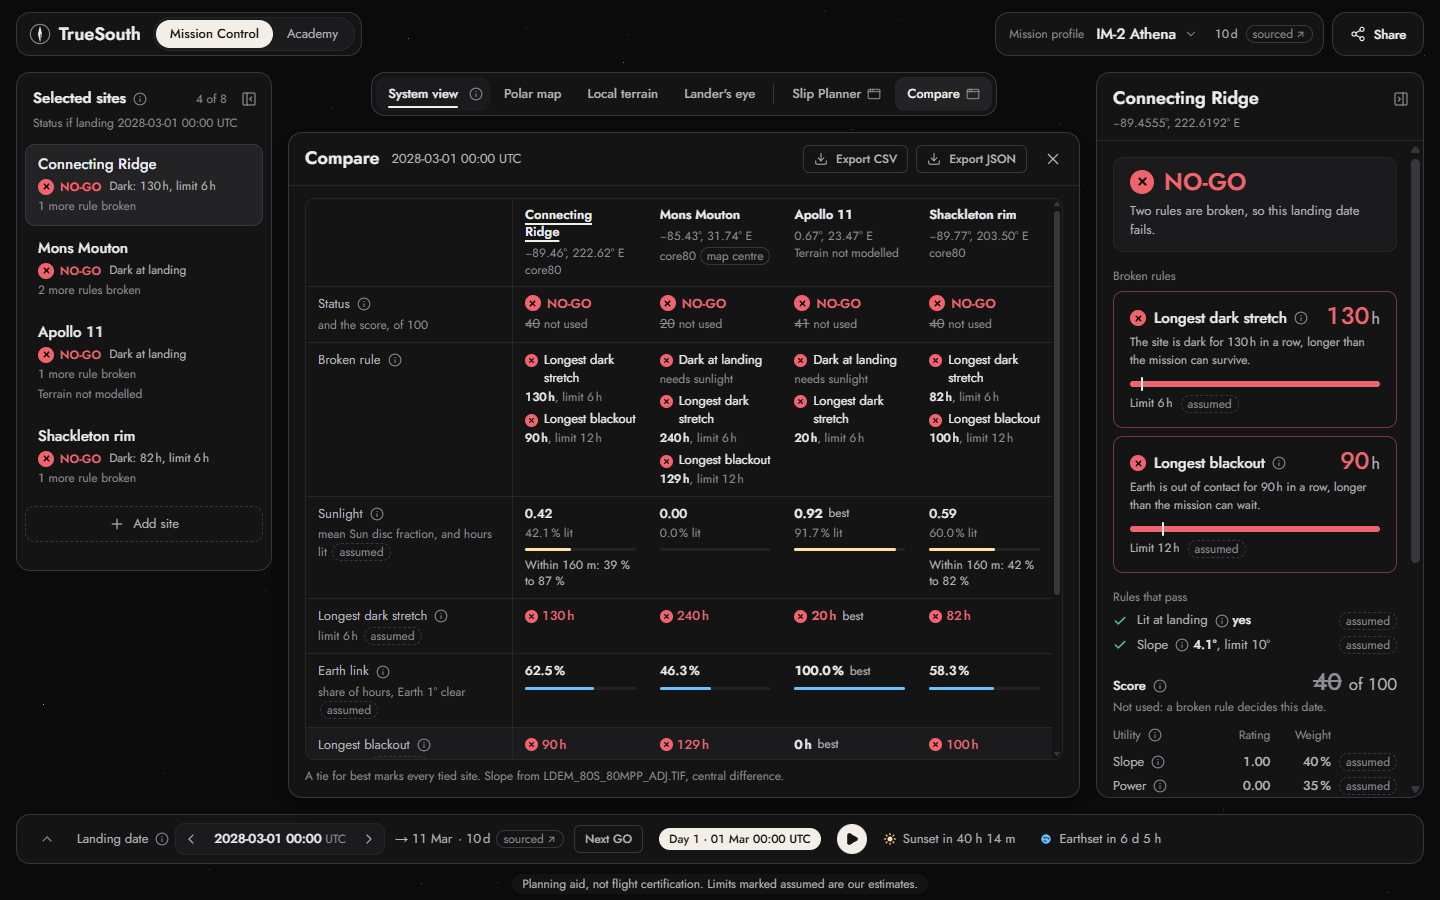 TrueSouth
Mission Control
Academy
Mission profile IM-2 Athena 10 d sourced ↗
Share
Selected sites 4 of 8
Status if landing 2028-03-01 00:00 UTC
Connecting Ridge
NO-GO Dark: 130 h, limit 6 h
1 more rule broken
Mons Mouton
NO-GO Dark at landing
2 more rules broken
Apollo 11
NO-GO Dark at landing
1 more rule broken
Terrain not modelled
Shackleton rim
NO-GO Dark: 82 h, limit 6 h
1 more rule broken
+ Add site
System view Polar map Local terrain Lander's eye Slip Planner Compare
Compare 2028-03-01 00:00 UTC
Export CSV
Export JSON
Connecting Ridge
−89.46°, 222.62° E
core80
Mons Mouton
−85.43°, 31.74° E
core80 map centre
Apollo 11
0.67°, 23.47° E
Terrain not modelled
Shackleton rim
−89.77°, 203.50° E
core80
Status
and the score, of 100
NO-GO
40 not used
NO-GO
20 not used
NO-GO
41 not used
NO-GO
40 not used
Broken rule
Longest dark stretch
130 h, limit 6 h
Longest blackout
90 h, limit 12 h
Dark at landing
needs sunlight
Longest dark stretch
240 h, limit 6 h
Longest blackout
129 h, limit 12 h
Dark at landing
needs sunlight
Longest dark stretch
20 h, limit 6 h
Longest dark stretch
82 h, limit 6 h
Longest blackout
100 h, limit 12 h
Sunlight
mean Sun disc fraction, and hours
lit assumed
0.42
42.1 % lit
Within 160 m: 39 %
to 87 %
0.00
0.0 % lit
0.92 best
91.7 % lit
0.59
60.0 % lit
Within 160 m: 42 %
to 82 %
Longest dark stretch
limit 6 h assumed
130 h
240 h
20 h best
82 h
Earth link
share of hours, Earth 1° clear
assumed
62.5 %
46.3 %
100.0 % best
58.3 %
Longest blackout
90 h
129 h
0 h best
100 h
A tie for best marks every tied site. Slope from LDEM_80S_80MPP_ADJ.TIF, central difference.
Connecting Ridge
−89.4555°, 222.6192° E
NO-GO
Two rules are broken, so this landing date
fails.
Broken rules
Longest dark stretch 130 h
The site is dark for 130 h in a row, longer than
the mission can survive.
Limit 6 h assumed
Longest blackout 90 h
Earth is out of contact for 90 h in a row, longer
than the mission can wait.
Limit 12 h assumed
Rules that pass
Lit at landing yes assumed
Slope 4.1°, limit 10° assumed
Score 40 of 100
Not used: a broken rule decides this date.
Utility Rating Weight
Slope 1.00 40 % assumed
Power 0.00 35 % assumed
Landing date 2028-03-01 00:00 UTC → 11 Mar · 10 d sourced ↗ Next GO Day 1 · 01 Mar 00:00 UTC Sunset in 40 h 14 m Earthset in 6 d 5 h
Planning aid, not flight certification. Limits marked assumed are our estimates.